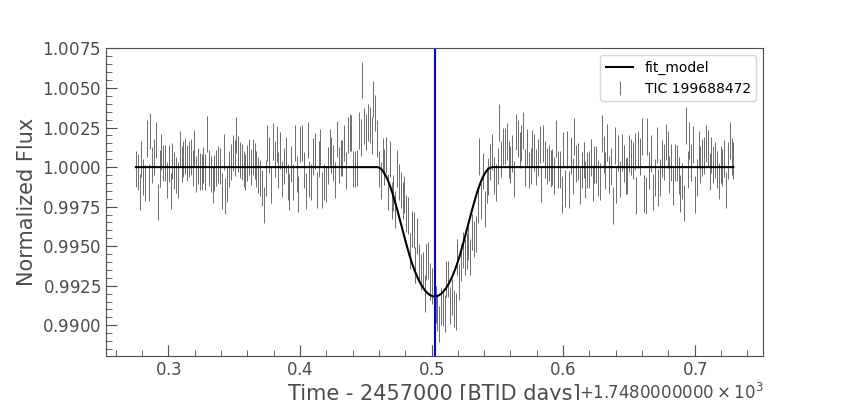 1.0075
1.0050
1.0025
1.0000
0.9975
0.9950
0.9925
0.9900
Normalized Flux
fit_model
TIC 199688472
0.3 0.4 0.5 0.6 0.7
Time - 2457000 [BTJD days]
+1.7480000000 × 10³